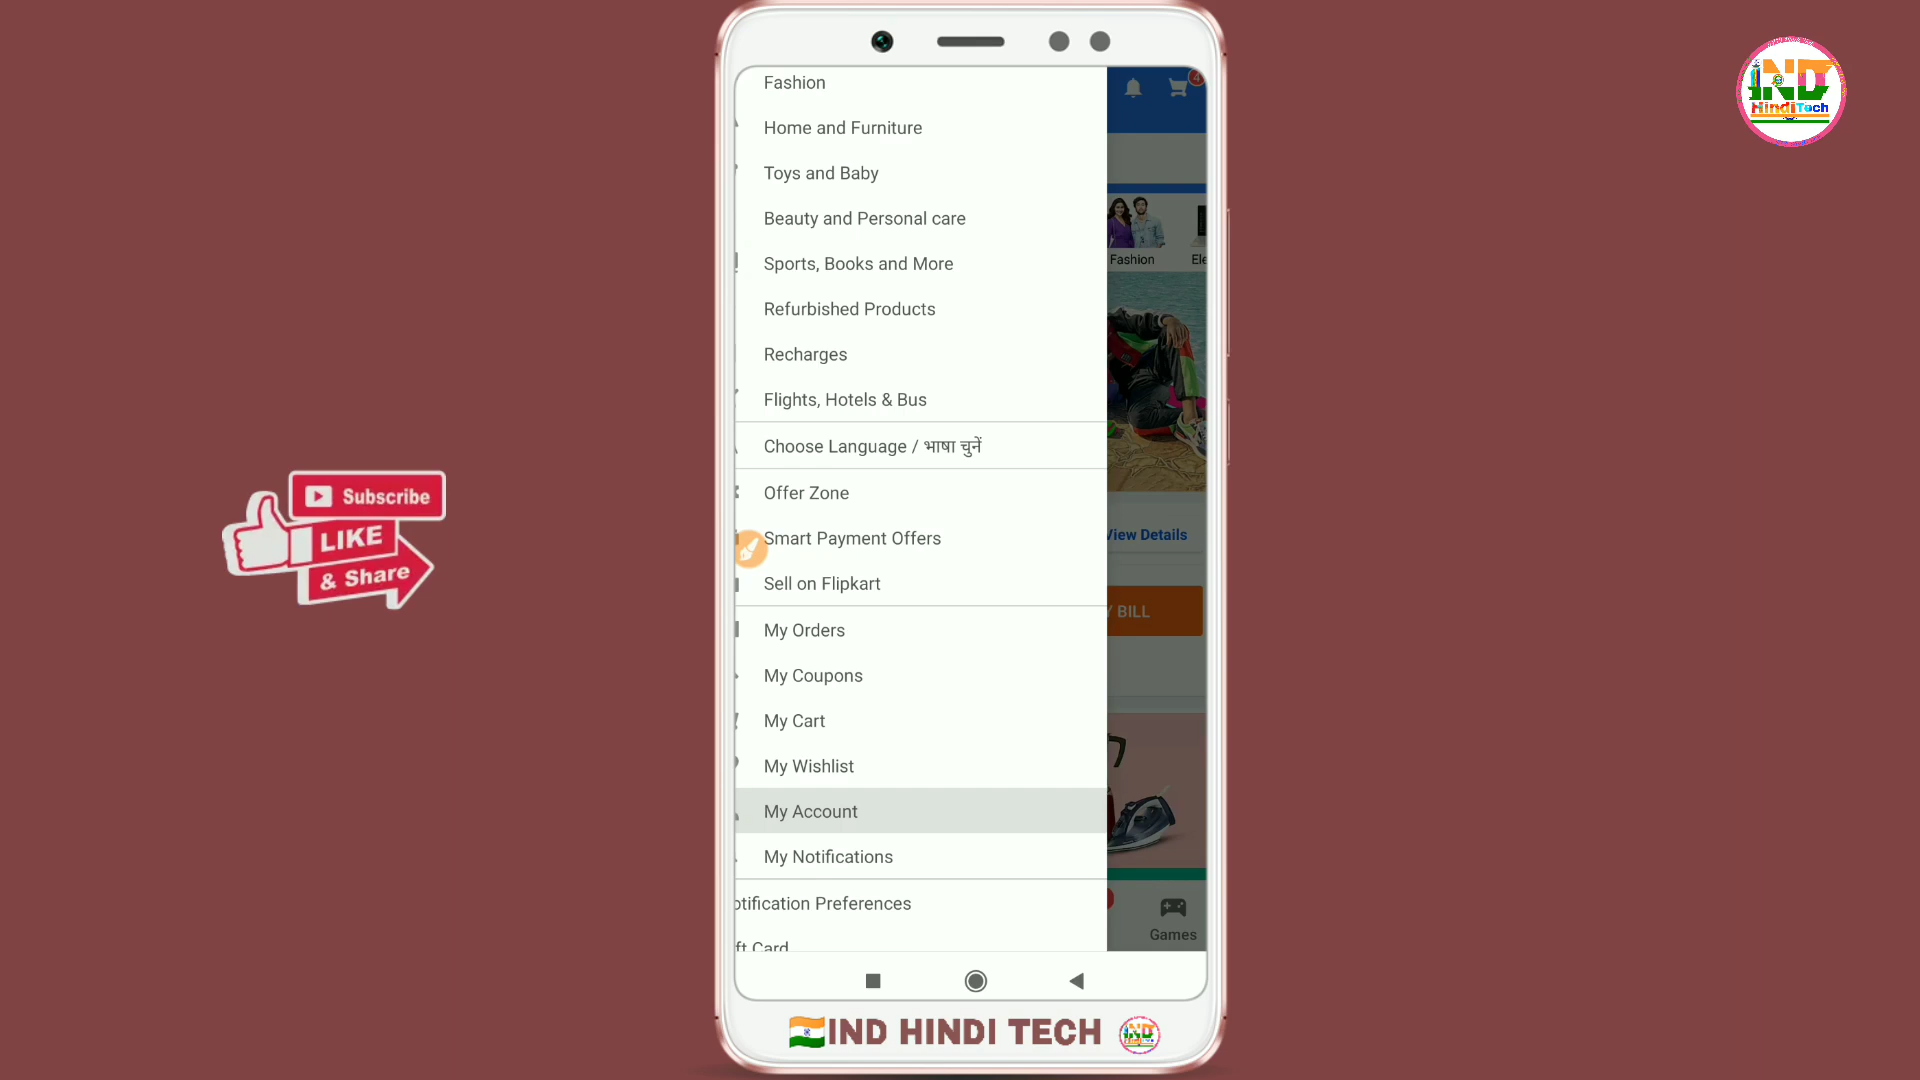 Fashion
Home and Furniture
Toys and Baby
Beauty and Personal care
Sports, Books and More
Refurbished Products
Recharges
Flights, Hotels & Bus
Choose Language / भाषा चुनें
Offer Zone
Smart Payment Offers
Sell on Flipkart
My Orders
My Coupons
My Cart
My Wishlist
My Account
My Notifications
otification Preferences
ft Card
4
Fashion
Ele
View Details
Y BILL
Games
Subscribe
LIKE
& Share
IND
HindiTech
IND HINDI TECH
IND